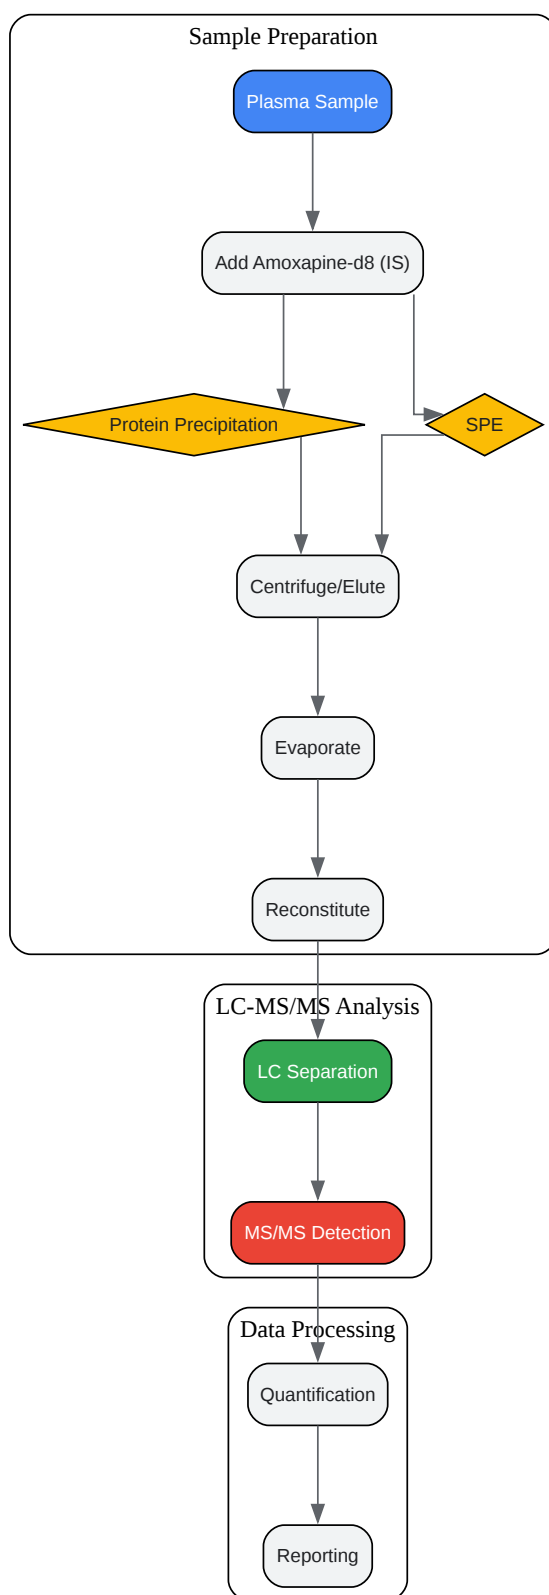 Sample Preparation
Plasma Sample
Add Amoxapine-d8 (IS)
Protein Precipitation
SPE
Centrifuge/Elute
Evaporate
Reconstitute
LC-MS/MS Analysis
LC Separation
MS/MS Detection
Data Processing
Quantification
Reporting